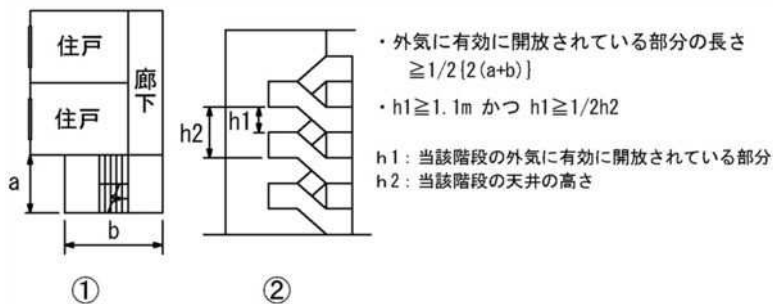 住戸
住戸
廊下
a
b
①
h2
h1
②
・外気に有効に開放されている部分の長さ
≧1/2{2(a+b)}
・h1≧1.1m かつ h1≧1/2h2
h1：当該階段の外気に有効に開放されている部分
h2：当該階段の天井の高さ